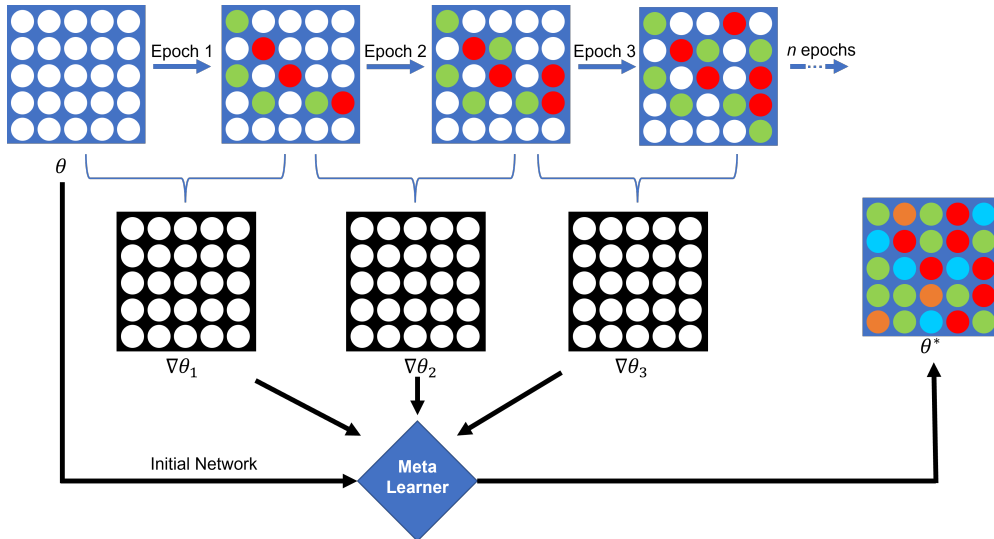 Epoch 1
Epoch 2
Epoch 3
n epochs
θ
∇θ₁
∇θ₂
∇θ₃
θ*
Initial Network
Meta
Learner